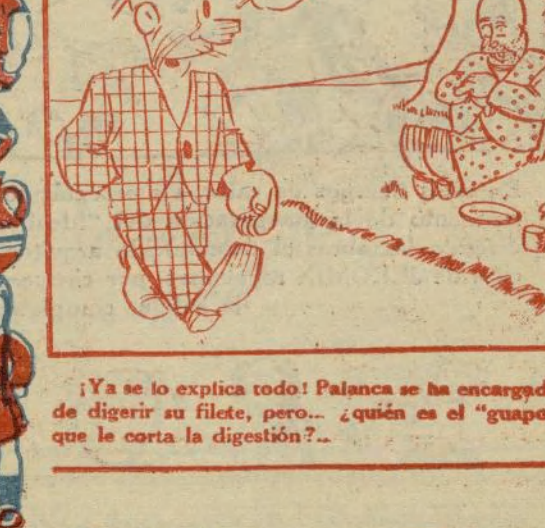 ¡Ya se lo explica todo! Palanca se ha encargad
de digerir su filete, pero... ¿quién es el "guapo
que le corta la digestión?...